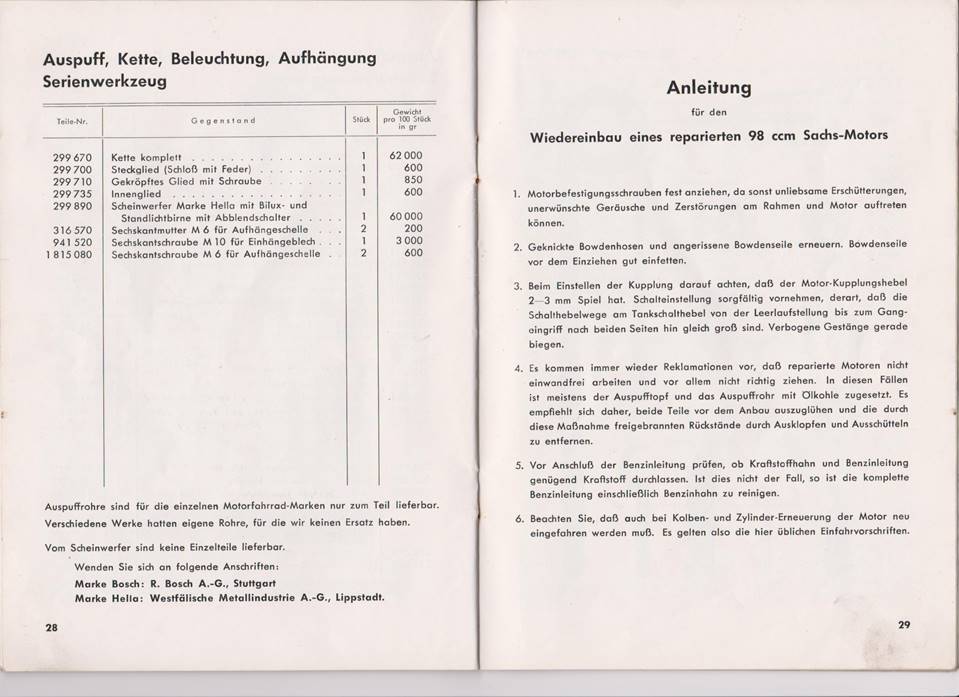 Auspuff, Kette, Beleuchtung, Aufhängung
Serienwerkzeug
Teile-Nr. Gegenstand Stück Gewicht pro 100 Stück in gr
299 670 Kette komplett . . . . . . . . . . . . . . . 1 62 000
299 700 Steckglied (Schloß mit Feder) . . . . . . . . . 1 600
299 710 Gekröpftes Glied mit Schraube . . . . . . . 1 850
299 735 Innenglied . . . . . . . . . . . . . . . . 1 600
299 890 Scheinwerfer Marke Hella mit Bilux- und
Standlichtbirne mit Abblendschalter . . . . . 1 60 000
316 570 Sechskantmutter M 6 für Aufhängeschelle . . . 2 200
941 520 Sechskantschraube M 10 für Einhängeblech . . . 1 3 000
1 815 080 Sechskantschraube M 6 für Aufhängeschelle . . 2 600
Auspuffrohre sind für die einzelnen Motorfahrrad-Marken nur zum Teil lieferbar.
Verschiedene Werke hatten eigene Rohre, für die wir keinen Ersatz haben.
Vom Scheinwerfer sind keine Einzelteile lieferbar.
Wenden Sie sich an folgende Anschriften:
Marke Bosch: R. Bosch A.-G., Stuttgart
Marke Hella: Westfälische Metallindustrie A.-G., Lippstadt.
28
Anleitung
für den
Wiedereinbau eines reparierten 98 ccm Sachs-Motors
1. Motorbefestigungsschrauben fest anziehen, da sonst unliebsame Erschütterungen,
unerwünschte Geräusche und Zerstörungen am Rahmen und Motor auftreten
können.
2. Geknickte Bowdenhosen und angerissene Bowdenseile erneuern. Bowdenseile
vor dem Einziehen gut einfetten.
3. Beim Einstellen der Kupplung darauf achten, daß der Motor-Kupplungshebel
2—3 mm Spiel hat. Schalteinstellung sorgfältig vornehmen, derart, daß die
Schalthebelwege am Tankschalthebel von der Leerlaufstellung bis zum Gang-
eingriff nach beiden Seiten hin gleich groß sind. Verbogene Gestänge gerade
biegen.
4. Es kommen immer wieder Reklamationen vor, daß reparierte Motoren nicht
einwandfrei arbeiten und vor allem nicht richtig ziehen. In diesen Fällen
ist meistens der Auspufftopf und das Auspuffrohr mit Ölkohle zugesetzt. Es
empfiehlt sich daher, beide Teile vor dem Anbau auszuglühen und die durch
diese Maßnahme freigebrannten Rückstände durch Ausklopfen und Ausschütteln
zu entfernen.
5. Vor Anschluß der Benzinleitung prüfen, ob Kraftstoffhahn und Benzinleitung
genügend Kraftstoff durchlassen. Ist dies nicht der Fall, so ist die komplette
Benzinleitung einschließlich Benzinhahn zu reinigen.
6. Beachten Sie, daß auch bei Kolben- und Zylinder-Erneuerung der Motor neu
eingefahren werden muß. Es gelten also die hier üblichen Einfahrvorschriften.
29